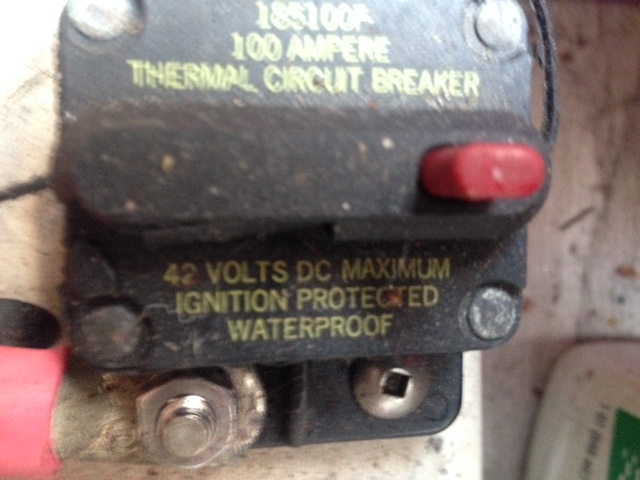 185100F
100 AMPERE
THERMAL CIRCUIT BREAKER
42 VOLTS DC MAXIMUM
IGNITION PROTECTED
WATERPROOF